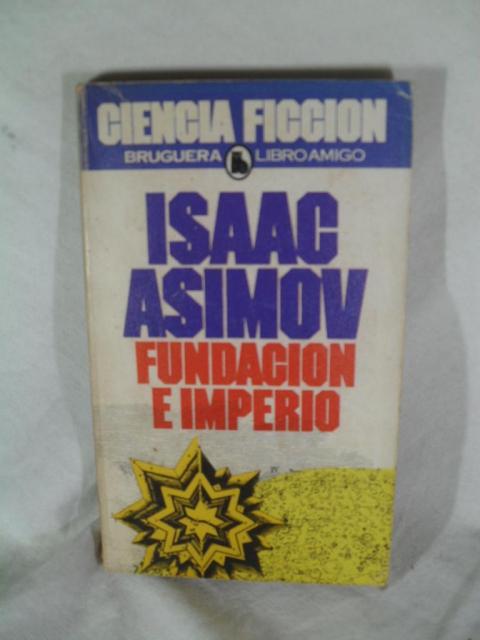 CIENCIA FICCION
BRUGUERA LIBRO AMIGO
ISAAC
ASIMOV
FUNDACION
E IMPERIO